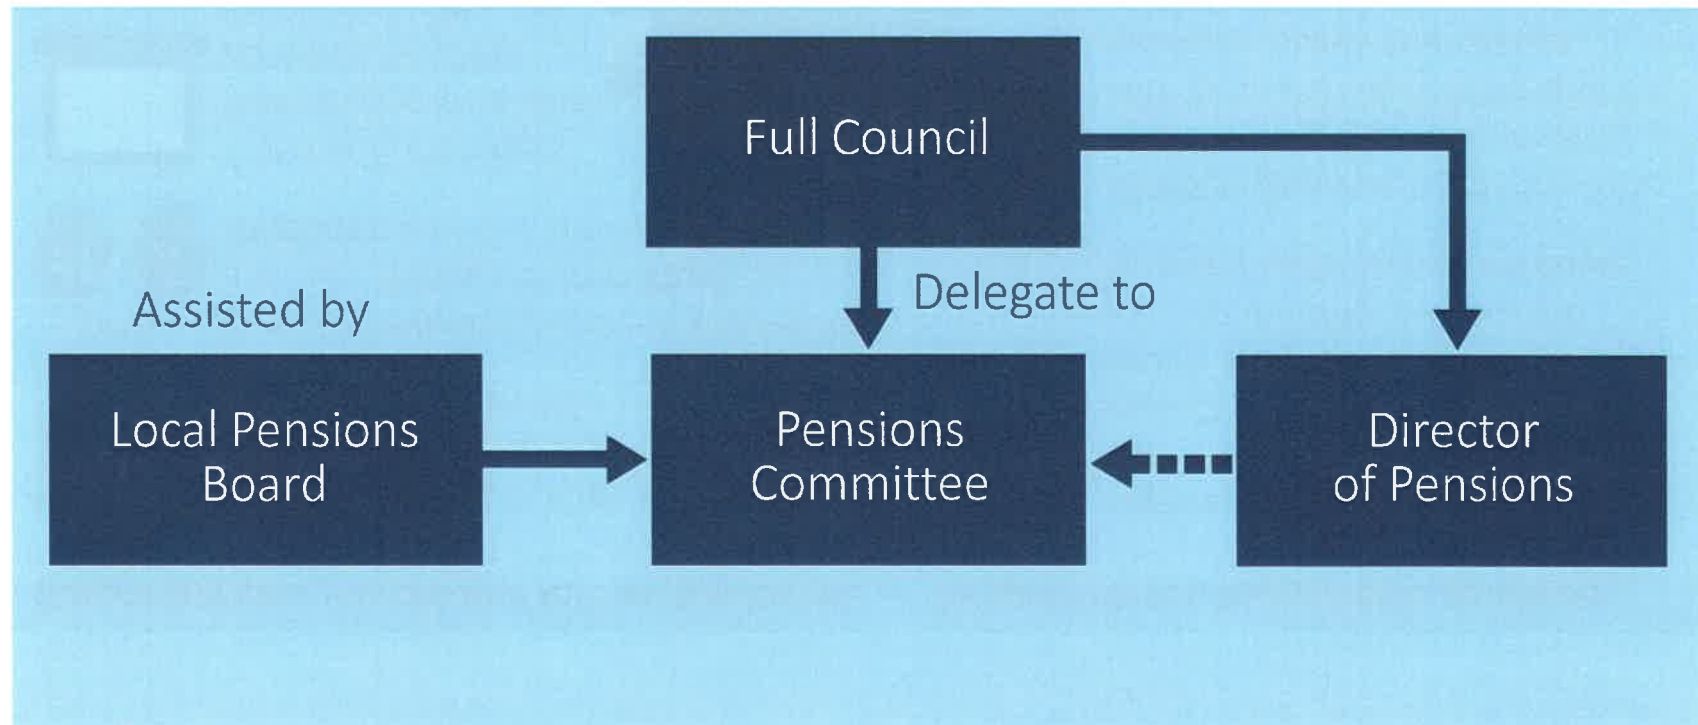 Full Council
Delegate to
Assisted by
Local Pensions
Board
Pensions
Committee
Director
of Pensions